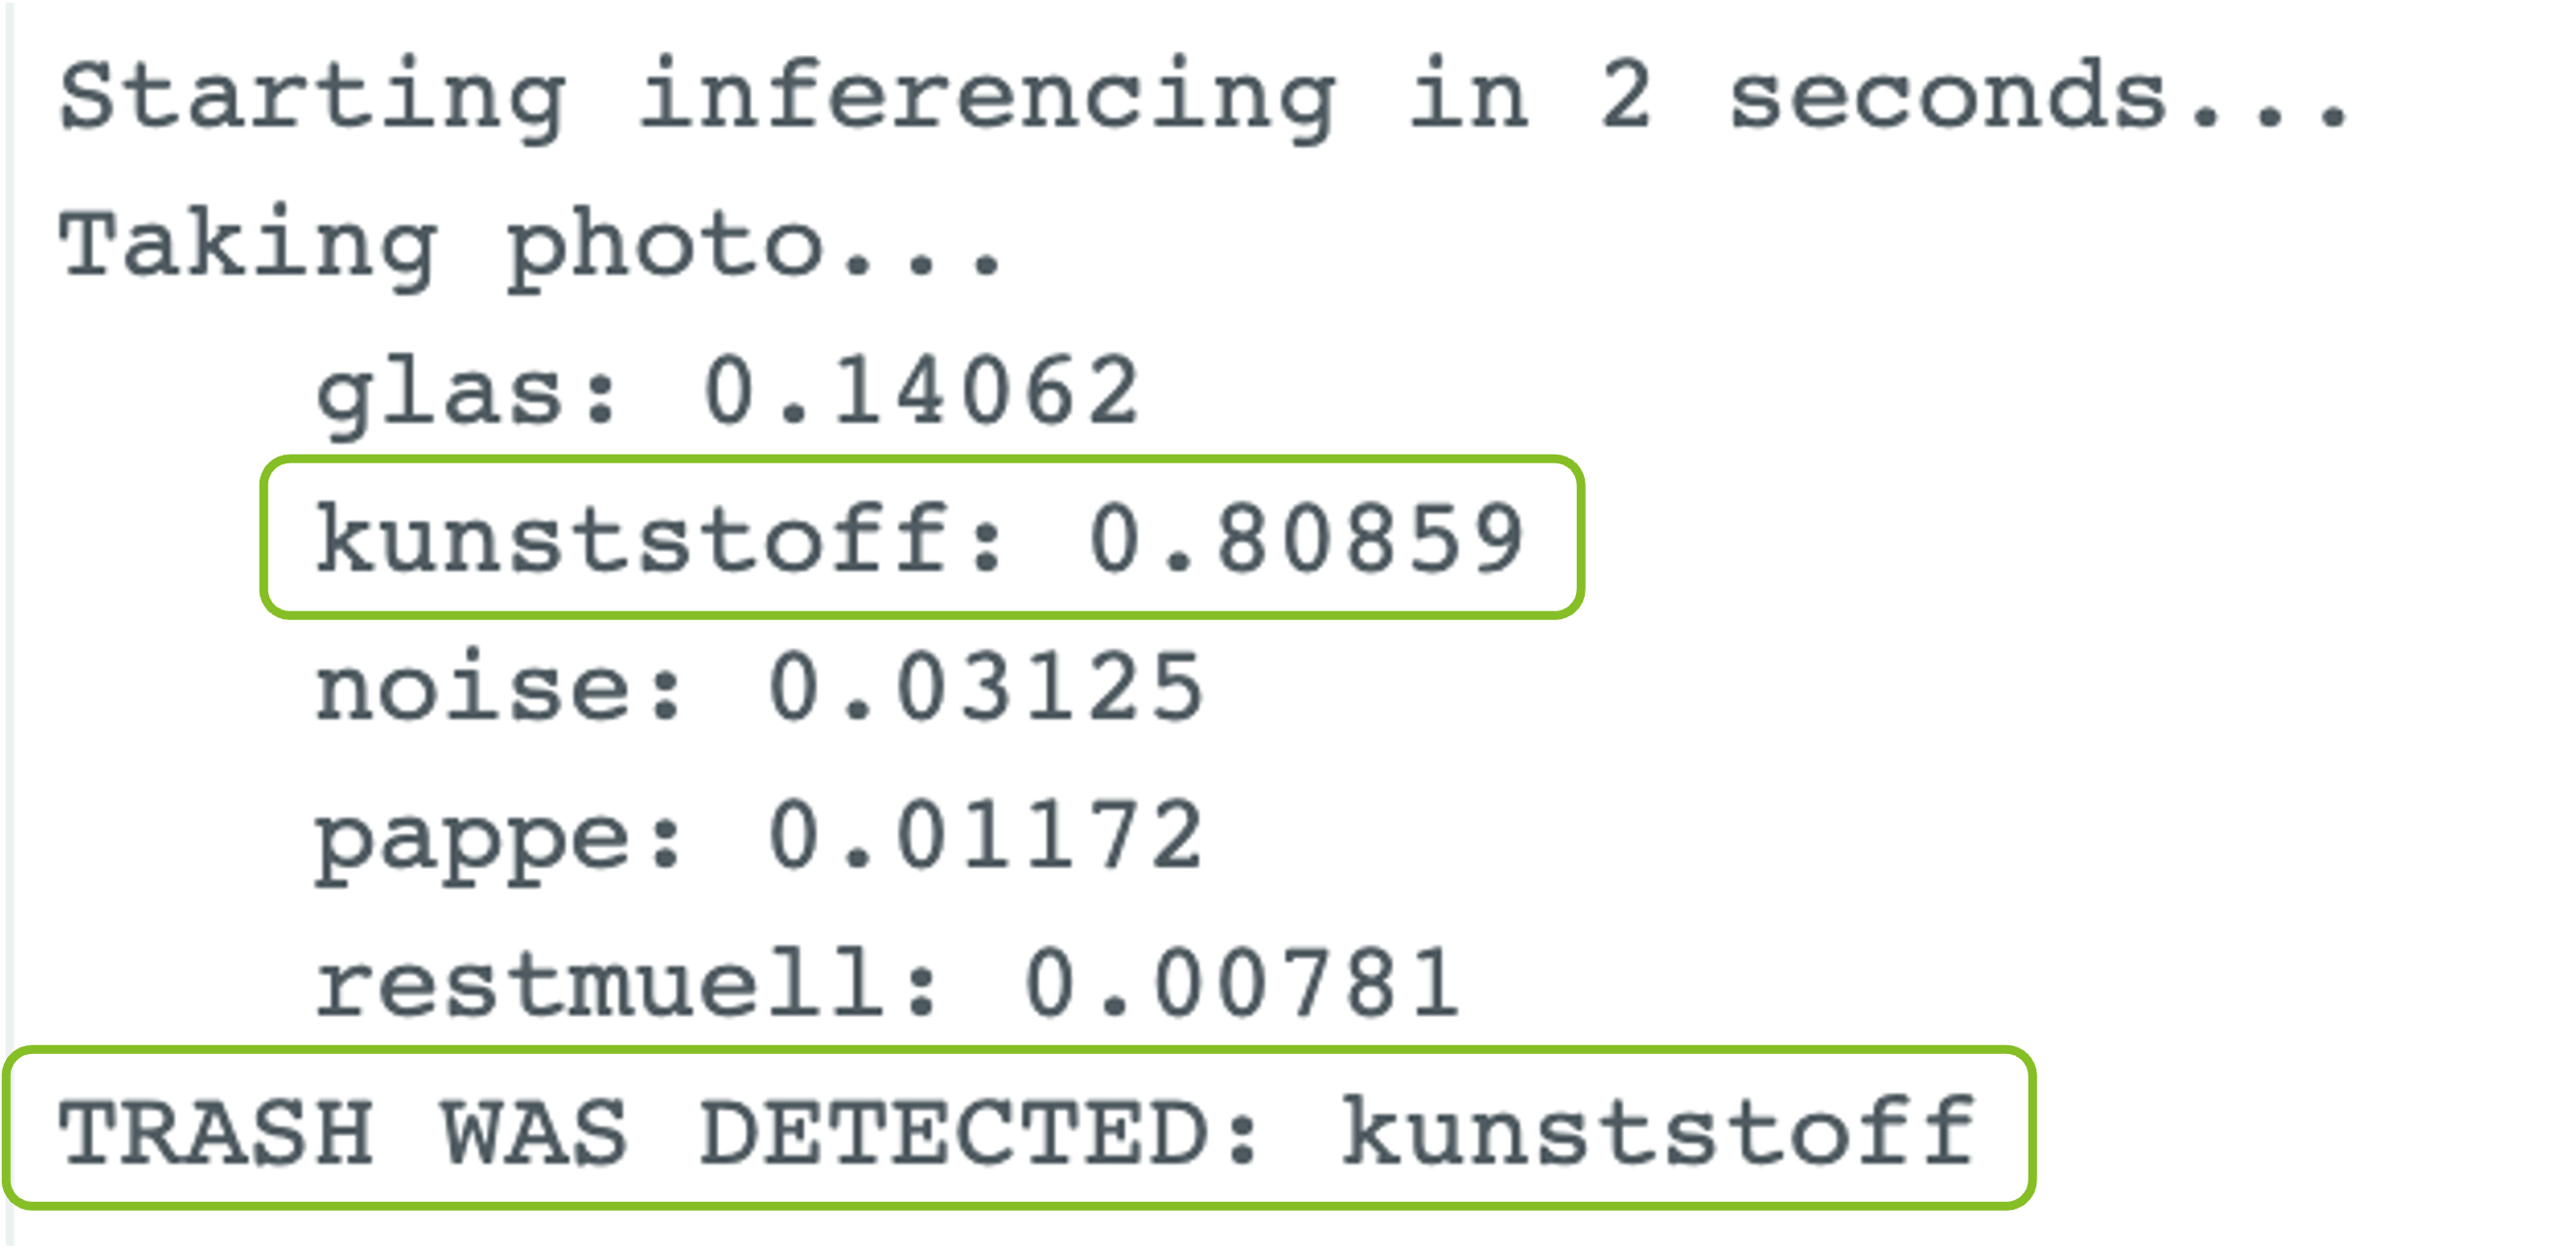 Starting inferencing in 2 seconds...
Taking photo...
glas: 0.14062
kunststoff: 0.80859
noise: 0.03125
pappe: 0.01172
restmuell: 0.00781
TRASH WAS DETECTED: kunststoff